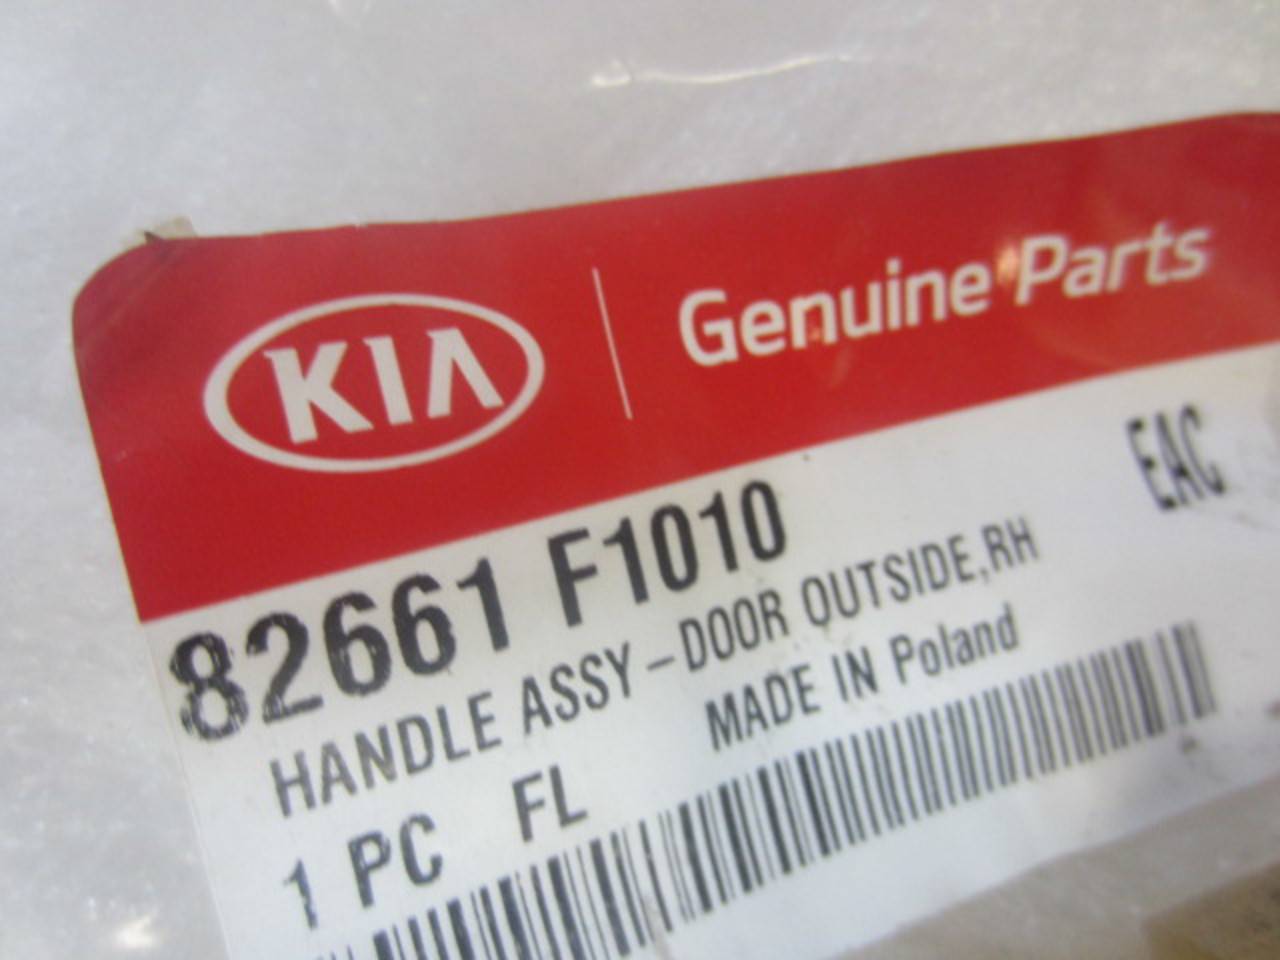 KIA Genuine Parts
EAC
82661 F1010
HANDLE ASSY-DOOR OUTSIDE,RH
MADE IN Poland
1 PC FL